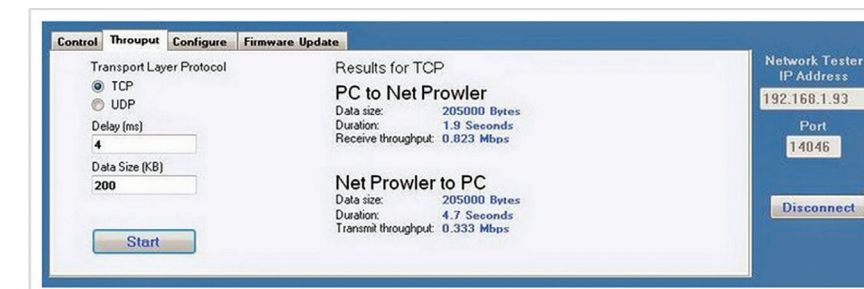 Control Throuput Configure Firmware Update
Transport Layer Protocol
TCP
UDP
Delay (ms)
4
Data Size (KB)
200
Start
Results for TCP
PC to Net Prowler
Data size: 205000 Bytes
Duration: 1.9 Seconds
Receive throughput: 0.823 Mbps
Net Prowler to PC
Data size: 205000 Bytes
Duration: 4.7 Seconds
Transmit throughput: 0.333 Mbps
Network Tester
IP Address
192.168.1.93
Port
14046
Disconnect